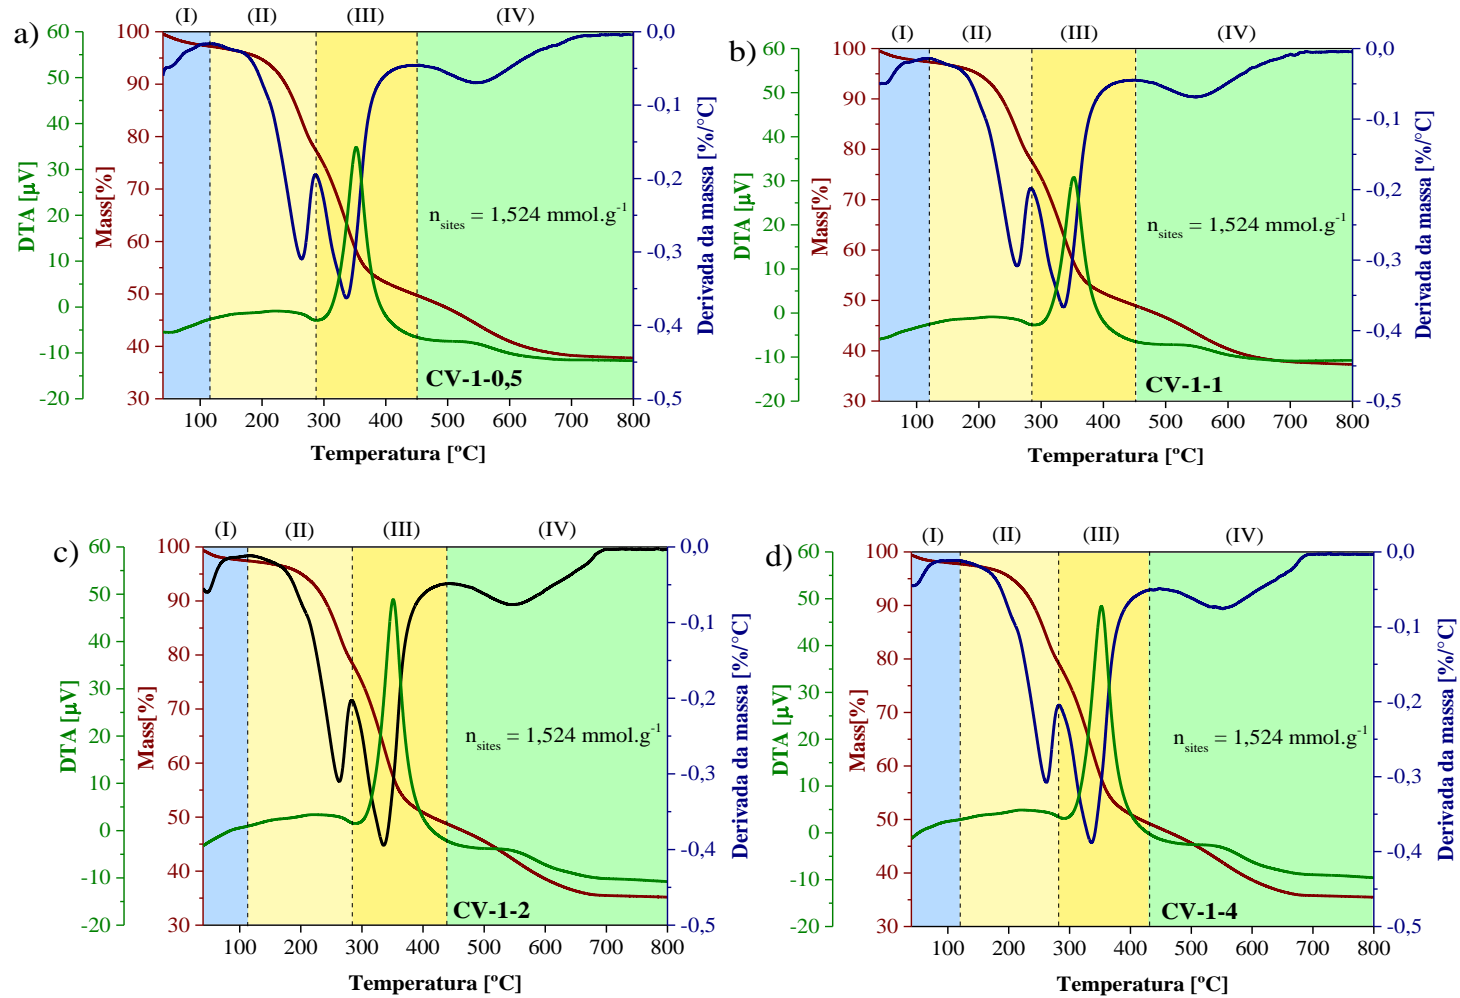 a)
(I) (II) (III) (IV)
60 100 0,0
50 90 -0,1
40 80
30 70 -0,2
20 60 -0,3
10
0 50 -0,4
-10 40
-20 30 -0,5
DTA [µV]
Mass[%]
Derivada da massa [%/°C]
n_sites = 1,524 mmol.g⁻¹
CV-1-0,5
100 200 300 400 500 600 700 800
Temperatura [ºC]
b)
(I) (II) (III) (IV)
60 100 0,0
50 90 -0,1
40 80
30 70 -0,2
20 60 -0,3
10
0 50 -0,4
-10 40
-20 30 -0,5
DTA [µV]
Mass[%]
Derivada da massa [%/°C]
n_sites = 1,524 mmol.g⁻¹
CV-1-1
100 200 300 400 500 600 700 800
Temperatura [ºC]
c)
(I) (II) (III) (IV)
60 100 0,0
50 90 -0,1
40 80
30 70 -0,2
20 60 -0,3
10
0 50 -0,4
-10 40
-20 30 -0,5
DTA [µV]
Mass[%]
Derivada da massa [%/°C]
n_sites = 1,524 mmol.g⁻¹
CV-1-2
100 200 300 400 500 600 700 800
Temperatura [ºC]
d)
(I) (II) (III) (IV)
60 100 0,0
50 90 -0,1
40 80
30 70 -0,2
20 60 -0,3
10
0 50 -0,4
-10 40
-20 30 -0,5
DTA [µV]
Mass[%]
Derivada da massa [%/°C]
n_sites = 1,524 mmol.g⁻¹
CV-1-4
100 200 300 400 500 600 700 800
Temperatura [ºC]